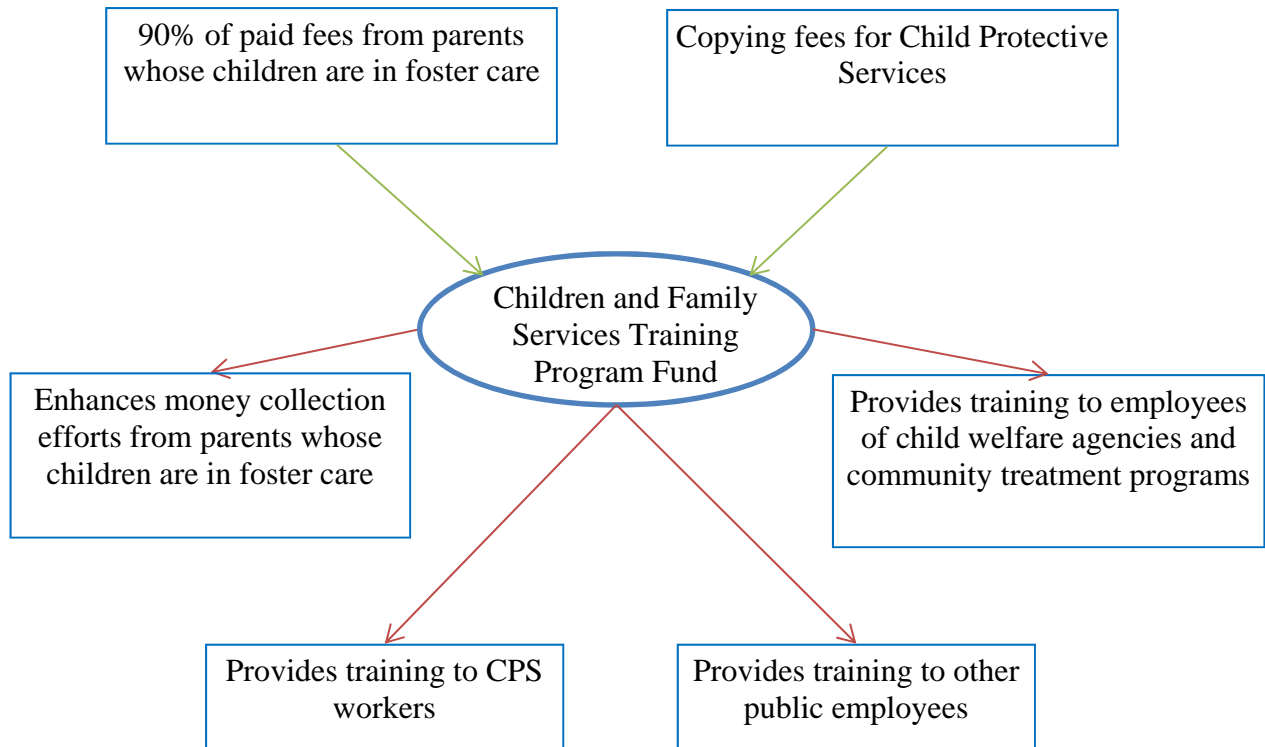 90% of paid fees from parents
whose children are in foster care
Copying fees for Child Protective
Services
Children and Family
Services Training
Program Fund
Enhances money collection
efforts from parents whose
children are in foster care
Provides training to employees
of child welfare agencies and
community treatment programs
Provides training to CPS
workers
Provides training to other
public employees